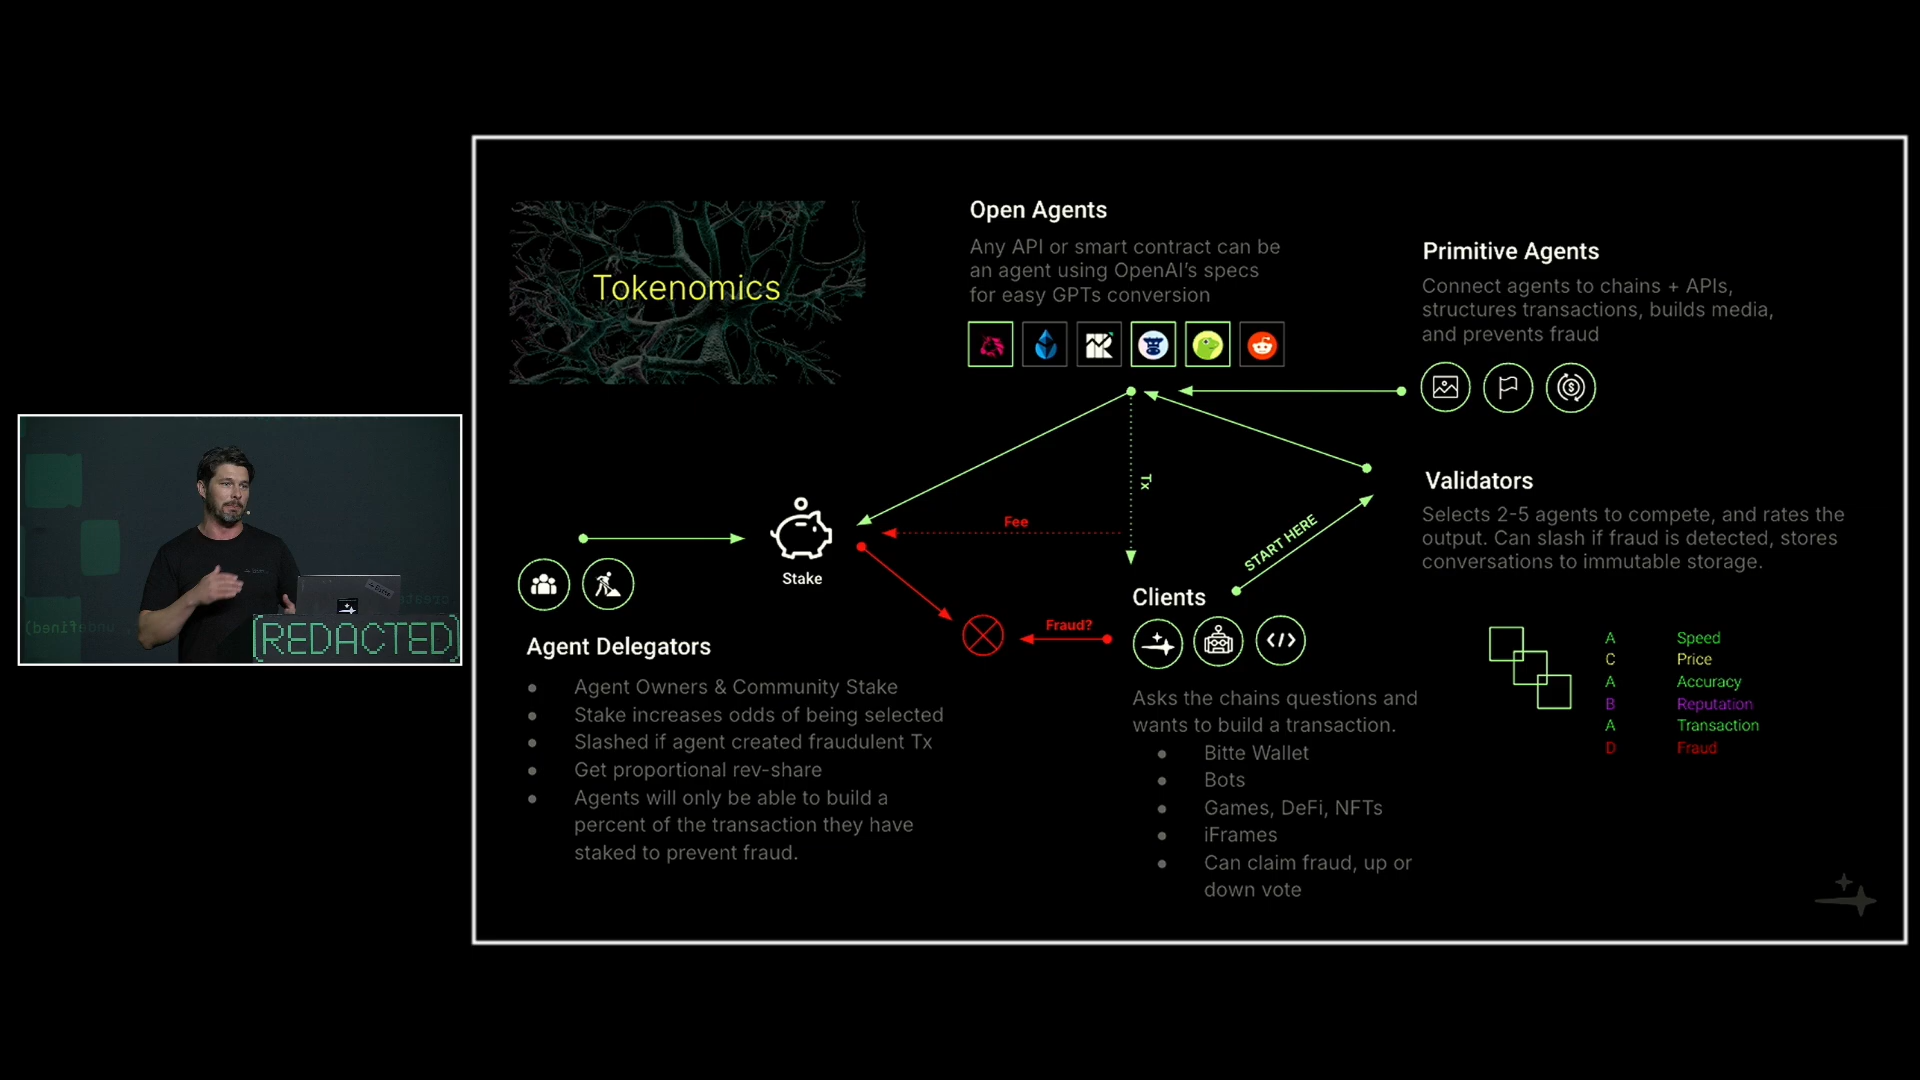 Tokenomics
Open Agents
Any API or smart contract can be
an agent using OpenAI's specs
for easy GPTs conversion
Primitive Agents
Connect agents to chains + APIs,
structures transactions, builds media,
and prevents fraud
Tx
Fee
START HERE
Validators
Selects 2-5 agents to compete, and rates the
output. Can slash if fraud is detected, stores
conversations to immutable storage.
A Speed
C Price
A Accuracy
B Reputation
A Transaction
D Fraud
Stake
Fraud?
Agent Delegators
● Agent Owners & Community Stake
● Stake increases odds of being selected
● Slashed if agent created fraudulent Tx
● Get proportional rev-share
● Agents will only be able to build a
percent of the transaction they have
staked to prevent fraud.
Clients
Asks the chains questions and
wants to build a transaction.
● Bitte Wallet
● Bots
● Games, DeFi, NFTs
● iFrames
● Can claim fraud, up or
down vote
[REDACTED]